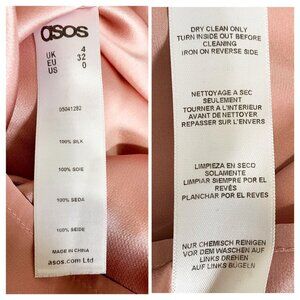 asos
UK 4
EU 32
US 0
05041282
100% SILK
100% SOIE
100% SEDA
100% SEIDE
MADE IN CHINA
asos.com Ltd.
DRY CLEAN ONLY
TURN INSIDE OUT BEFORE
CLEANING
IRON ON REVERSE SIDE
NETTOYAGE A SEC
SEULEMENT
TOURNER A L'INTERIEUR
AVANT DE NETTOYER
REPASSER SUR L'ENVERS
LIMPIEZA EN SECO
SOLAMENTE
LIMPIAR SIEMPRE POR EL
REVÉS
PLANCHAR POR EL REVÉS
NUR CHEMISCH REINIGEN
VOR DEM WASCHEN AUF
LINKS DREHEN
AUF LINKS BÜGELN